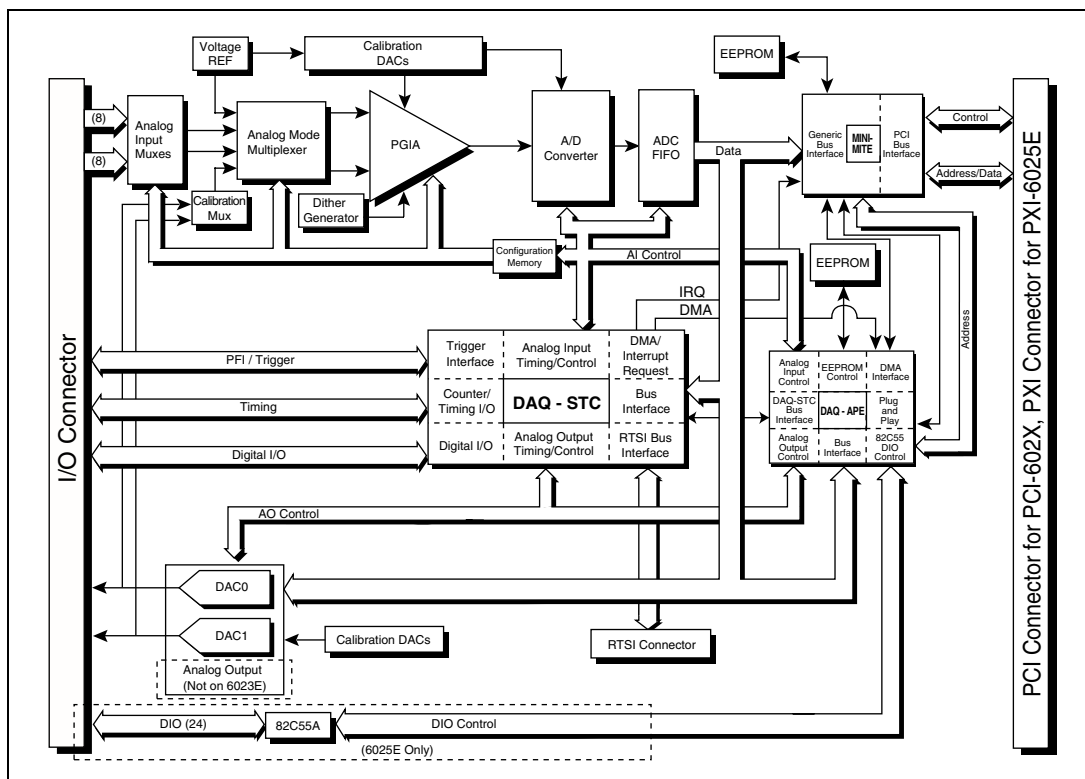 Voltage
REF
Calibration
DACs
EEPROM
(8)
(8)
Analog
Input
Muxes
Analog Mode
Multiplexer
PGIA
A/D
Converter
ADC
FIFO
Data
Generic
Bus
Interface
MINI-
MITE
PCI
Bus
Interface
Control
Address/Data
Calibration
Mux
Dither
Generator
Configuration
Memory
AI Control
EEPROM
IRQ
DMA
Address
I/O Connector
PCI Connector for PCI-602X, PXI Connector for PXI-6025E
PFI / Trigger
Timing
Digital I/O
Trigger
Interface
Analog Input
Timing/Control
DMA/
Interrupt
Request
Counter/
Timing I/O
DAQ - STC
Bus
Interface
Digital I/O
Analog Output
Timing/Control
RTSI Bus
Interface
Analog
Input
Control
EEPROM
Control
DMA
Interface
DAQ-STC
Bus
Interface
DAQ - APE
Plug
and
Play
Analog
Output
Control
Bus
Interface
82C55
DIO
Control
AO Control
DAC0
DAC1
Calibration DACs
RTSI Connector
Analog Output
(Not on 6023E)
DIO (24)
82C55A
DIO Control
(6025E Only)